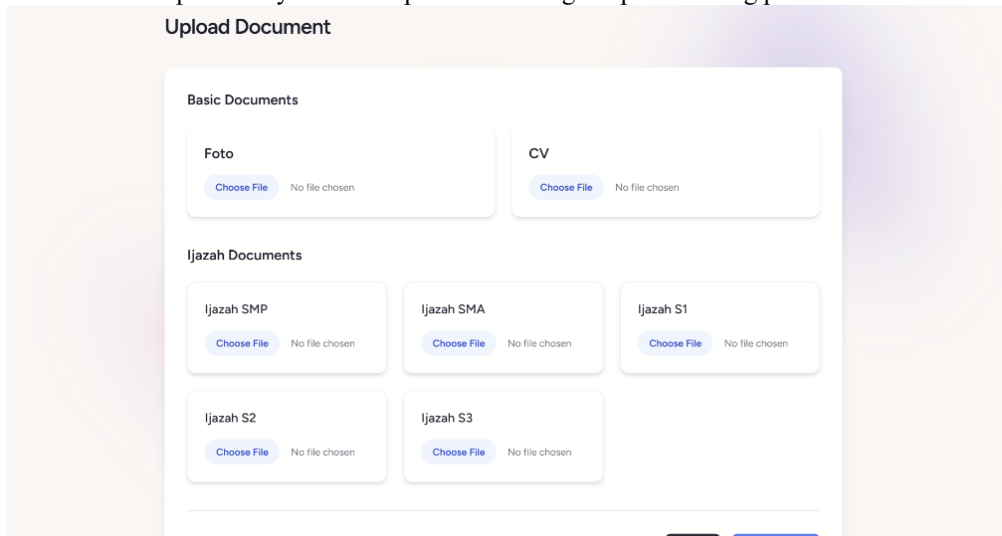 Upload Document
Basic Documents
Foto
CV
Choose File No file chosen
Choose File No file chosen
Ijazah Documents
Ijazah SMP
Ijazah SMA
Ijazah S1
Choose File No file chosen
Choose File No file chosen
Choose File No file chosen
Ijazah S2
Ijazah S3
Choose File No file chosen
Choose File No file chosen